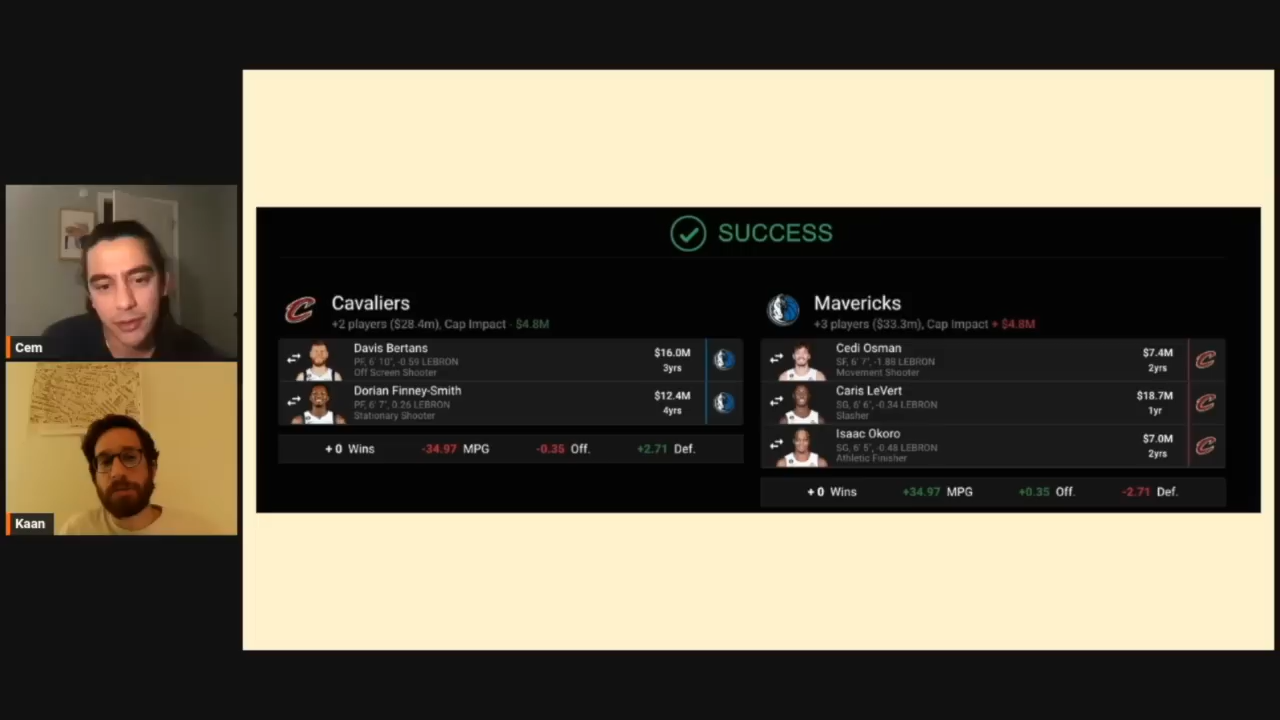 Cem
Kaan
SUCCESS
Cavaliers
+2 players ($28.4m), Cap Impact - $4.8M
Davis Bertans
PF, 6' 10", -0.59 LEBRON
Off Screen Shooter
$16.0M
3yrs
Dorian Finney-Smith
PF, 6' 7", 0.26 LEBRON
Stationary Shooter
$12.4M
4yrs
+ 0 Wins -34.97 MPG -0.35 Off. +2.71 Def.
Mavericks
+3 players ($33.3m), Cap Impact + $4.8M
Cedi Osman
SF, 6' 7", -1.88 LEBRON
Movement Shooter
$7.4M
2yrs
Caris LeVert
SG, 6' 6", -0.34 LEBRON
Slasher
$18.7M
1yr
Isaac Okoro
SG, 6' 5", -0.48 LEBRON
Athletic Finisher
$7.0M
2yrs
+ 0 Wins +34.97 MPG +0.35 Off. -2.71 Def.